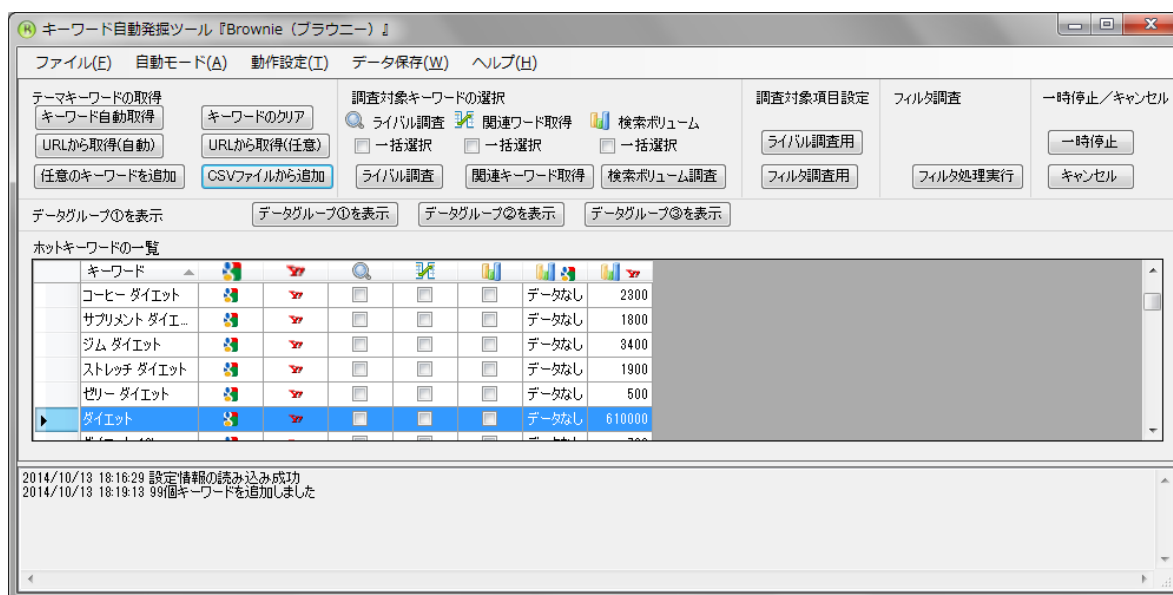 キーワード自動発掘ツール『Brownie（ブラウニー）』
ファイル(F) 自動モード(A) 動作設定(T) データ保存(W) ヘルプ(H)
テーマキーワードの取得 調査対象キーワードの選択 調査対象項目設定 フィルタ調査 一時停止／キャンセル
キーワード自動取得 キーワードのクリア ライバル調査 関連ワード取得 検索ボリューム
URLから取得(自動) URLから取得(任意) 一括選択 一括選択 一括選択 ライバル調査用 一時停止
任意のキーワードを追加 CSVファイルから追加 ライバル調査 関連キーワード取得 検索ボリューム調査 フィルタ調査用 フィルタ処理実行 キャンセル
データグループ①を表示 データグループ①を表示 データグループ②を表示 データグループ③を表示
ホットキーワードの一覧
キーワード
コーヒー ダイエット データなし 2300
サプリメント ダイエ... データなし 1800
ジム ダイエット データなし 3400
ストレッチ ダイエット データなし 1900
ゼリー ダイエット データなし 500
ダイエット データなし 610000
2014/10/13 18:16:29 設定情報の読み込み成功
2014/10/13 18:19:13 99個キーワードを追加しました